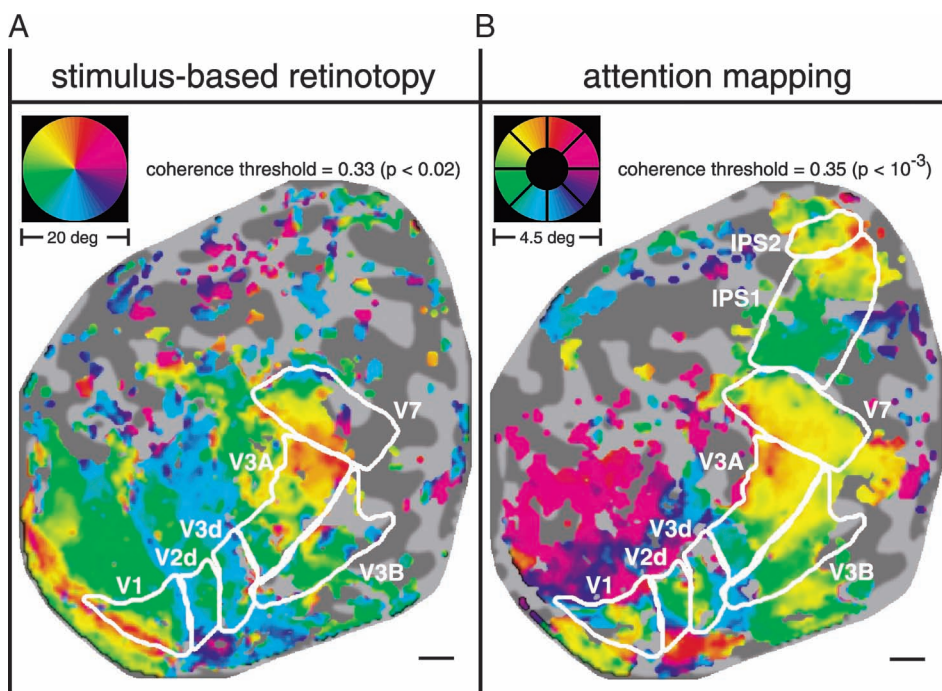 A
stimulus-based retinotopy
coherence threshold = 0.33 (p < 0.02)
20 deg
V7
V3A
V3d
V2d
V1
V3B
B
attention mapping
coherence threshold = 0.35 (p < 10-3)
4.5 deg
IPS2
IPS1
V7
V3A
V3d
V2d
V1
V3B